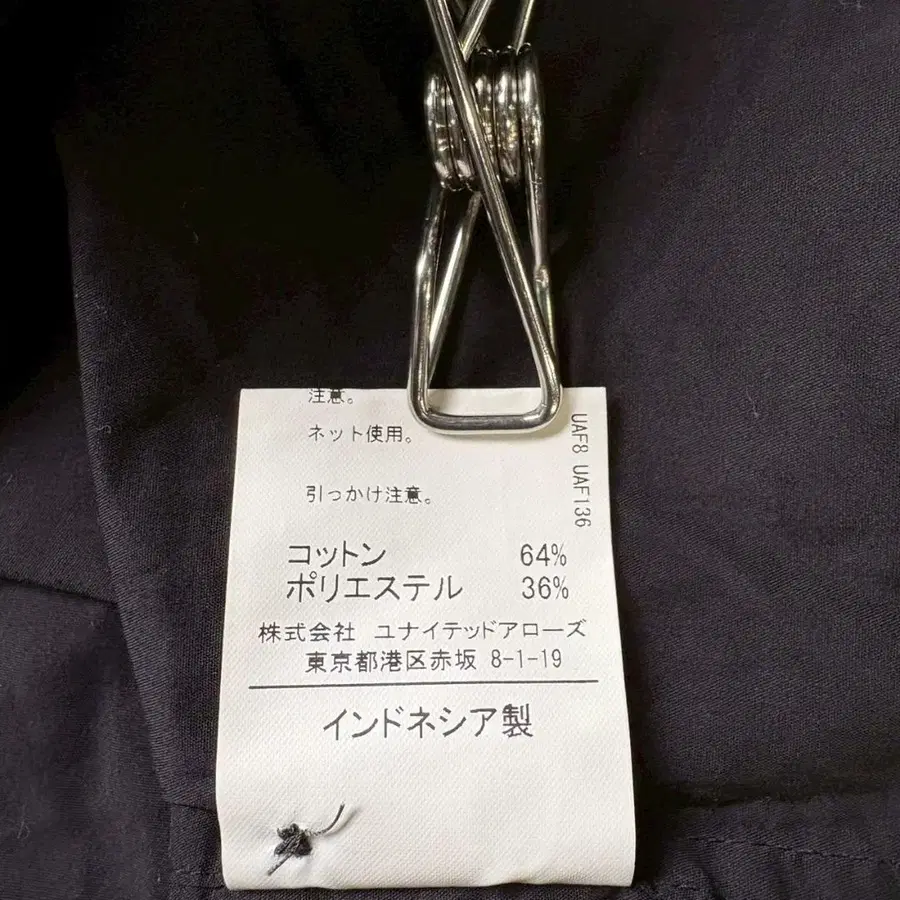 注意。
ネット使用。
引っかけ注意。
コットン 64%
ポリエステル 36%
株式会社 ユナイテッドアローズ
東京都港区赤坂 8-1-19
インドネシア製
UAF8 UAF136